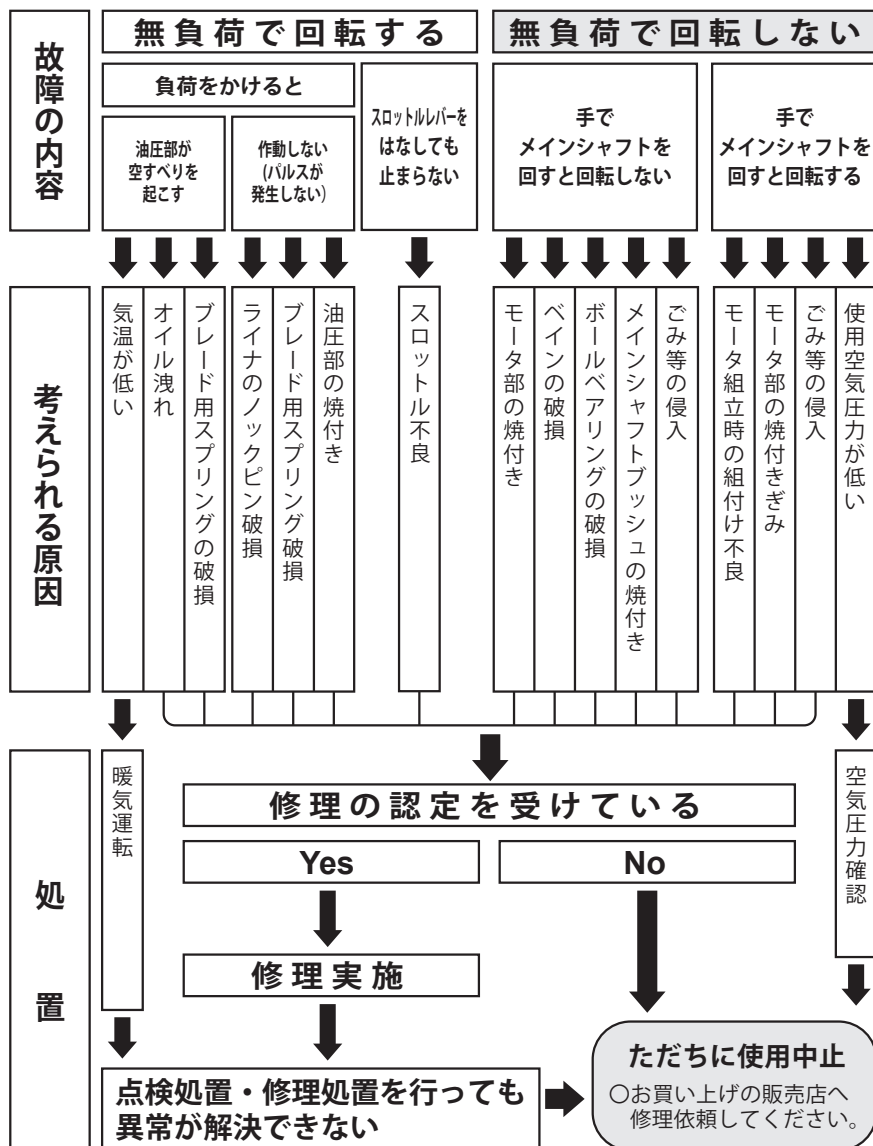 故障の内容
無負荷で回転する
無負荷で回転しない
負荷をかけると
油圧部が
空すべりを
起こす
作動しない
(パルスが
発生しない)
スロットルレバーを
はなしても
止まらない
手で
メインシャフトを
回すと回転しない
手で
メインシャフトを
回すと回転する
考えられる原因
気温が低い
オイル洩れ
ブレード用スプリングの破損
ライナのノックピン破損
ブレード用スプリング破損
油圧部の焼付き
スロットル不良
モータ部の焼付き
ベインの破損
ボールベアリングの破損
メインシャフトブッシュの焼付き
ごみ等の侵入
モータ組立時の組付け不良
モータ部の焼付きぎみ
ごみ等の侵入
使用空気圧力が低い
処置
暖気運転
修理の認定を受けている
Yes
No
空気圧力確認
修理実施
点検処置・修理処置を行っても
異常が解決できない
ただちに使用中止
○お買い上げの販売店へ
修理依頼してください。